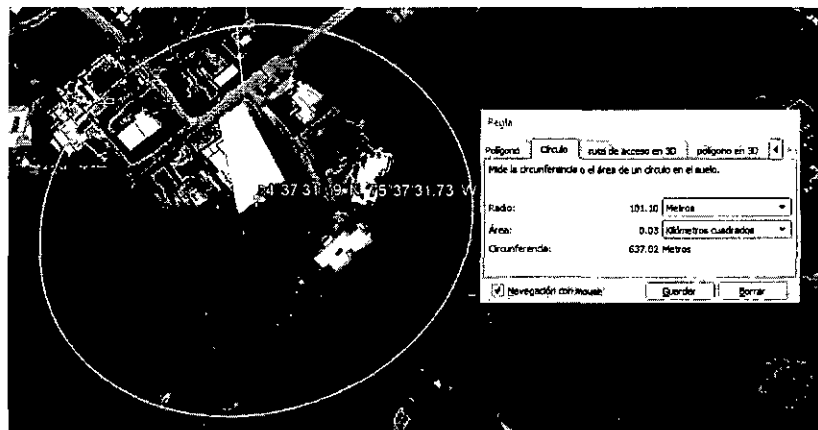 Regla
Polígono Círculo ruta de acceso en 3D polígono en 3D
Mide la circunferencia o el área de un círculo en el suelo.
Radio: 101.10 Metros
Área: 0.03 Kilómetros cuadrados
Circunferencia: 637.02 Metros
Navegación con mouse Guardar Borrar
75°37'31.73" W